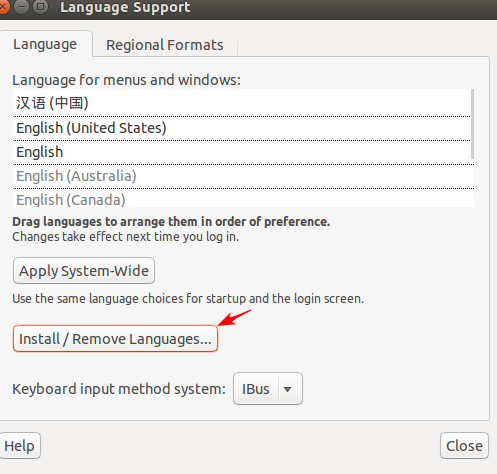 Language Support
Language
Regional Formats
Language for menus and windows:
汉语 (中国)
English (United States)
English
English (Australia)
English (Canada)
Drag languages to arrange them in order of preference.
Changes take effect next time you log in.
Apply System-Wide
Use the same language choices for startup and the login screen.
Install / Remove Languages...
Keyboard input method system: IBus
Help
Close